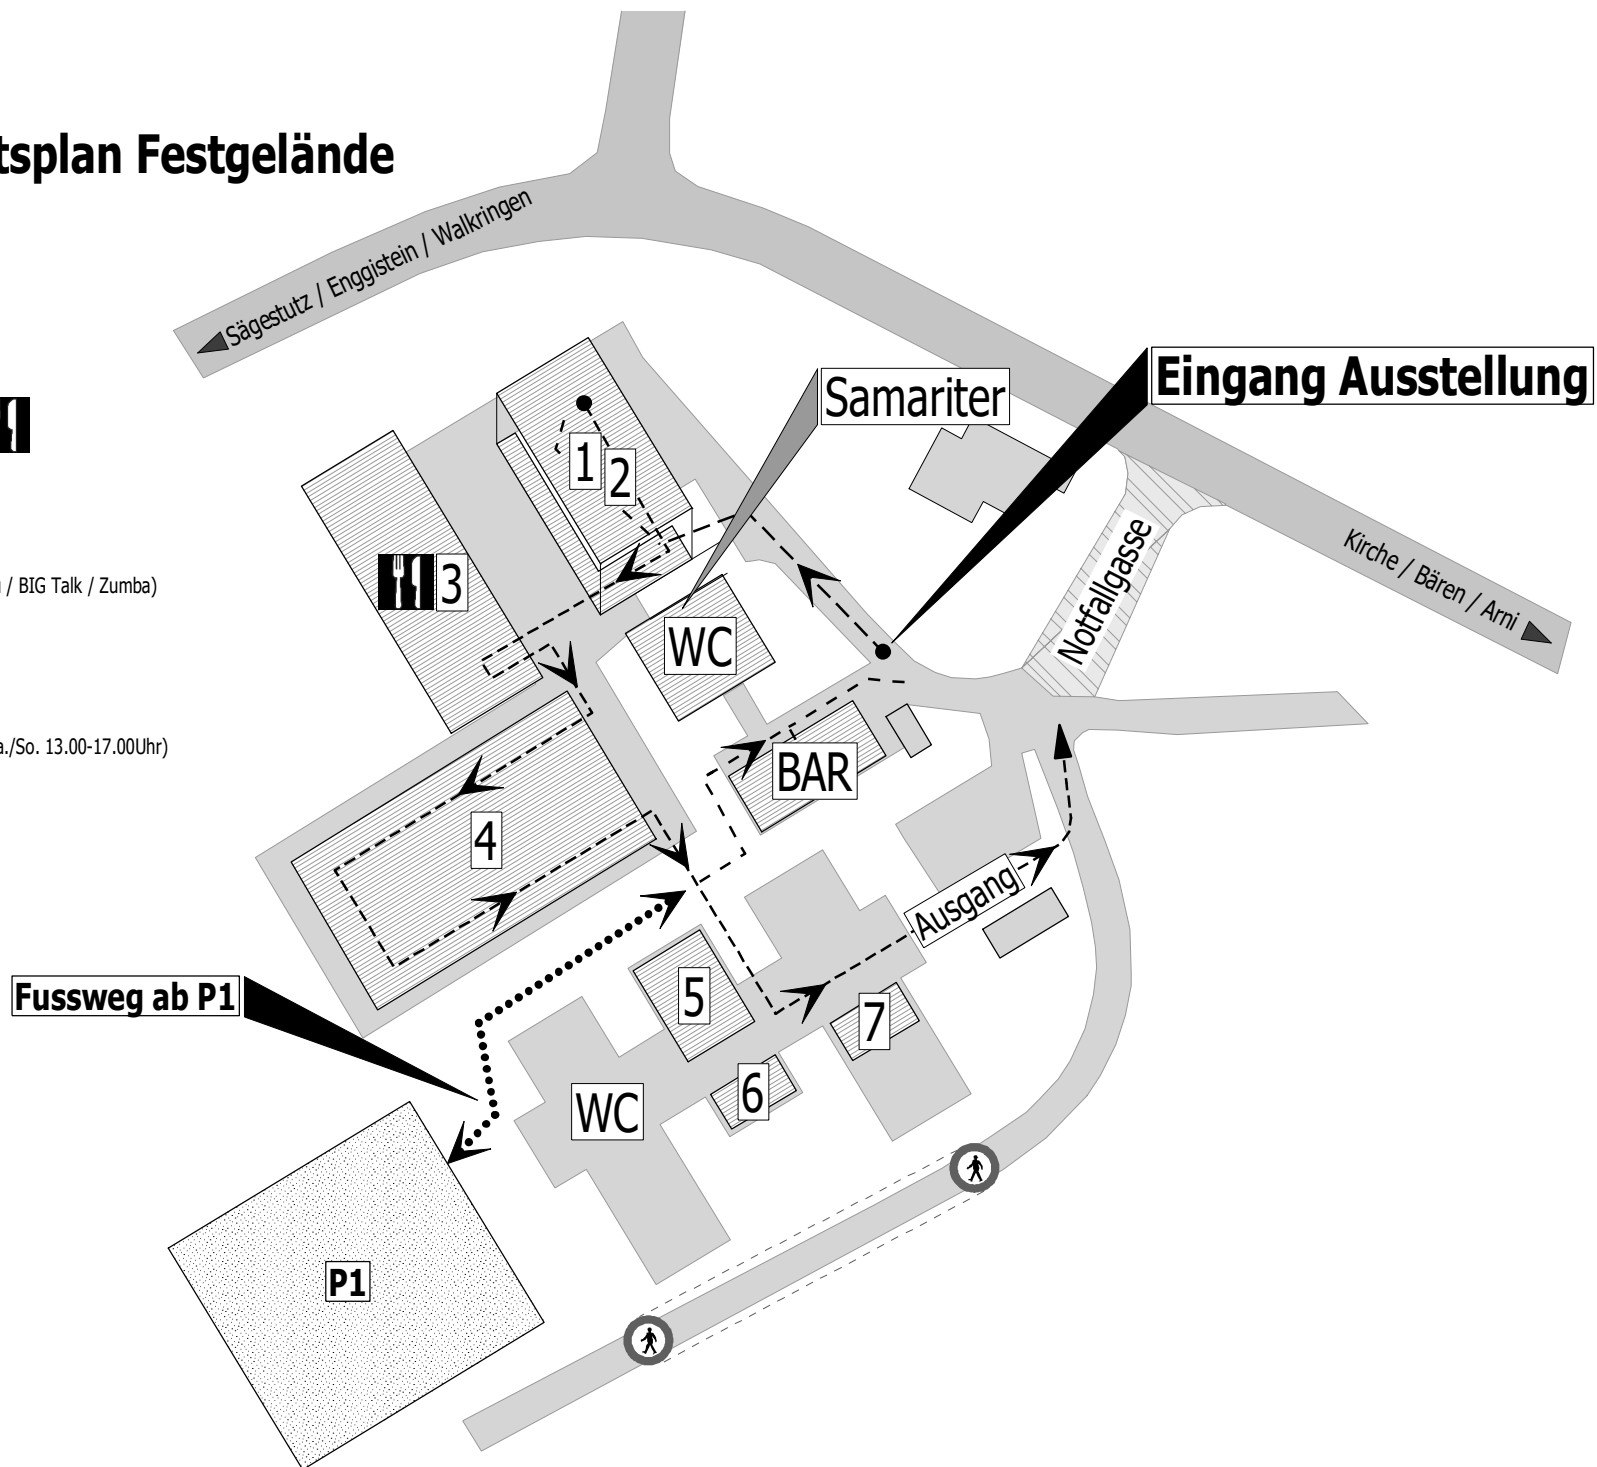 tsplan Festgelände
Sägestutz / Enggistein / Walkringen
Eingang Ausstellung
Samariter
1
2
Kirche / Bären / Arni
Notfallgasse
3
/ BIG Talk / Zumba)
WC
a./So. 13.00-17.00Uhr)
BAR
4
Ausgang
Fussweg ab P1
5
7
6
WC
P1